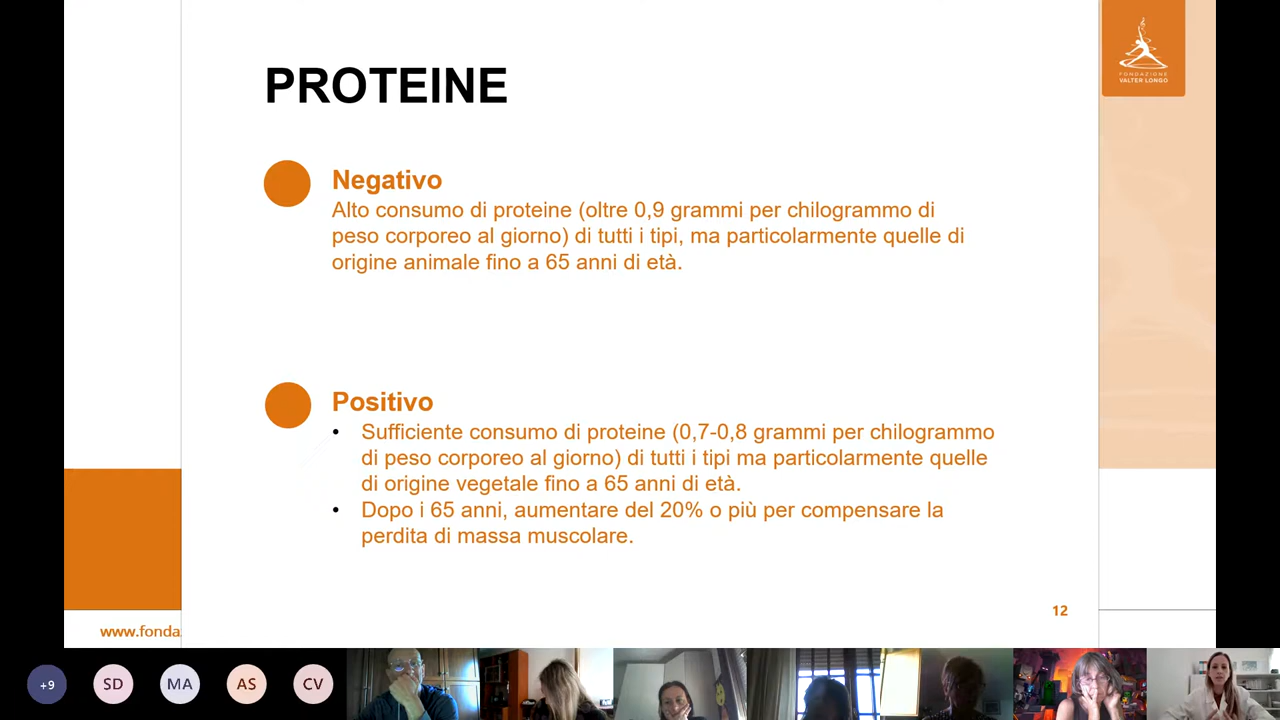 PROTEINE
FONDAZIONE
VALTER LONGO
Negativo
Alto consumo di proteine (oltre 0,9 grammi per chilogrammo di
peso corporeo al giorno) di tutti i tipi, ma particolarmente quelle di
origine animale fino a 65 anni di età.
Positivo
• Sufficiente consumo di proteine (0,7-0,8 grammi per chilogrammo
di peso corporeo al giorno) di tutti i tipi ma particolarmente quelle
di origine vegetale fino a 65 anni di età.
• Dopo i 65 anni, aumentare del 20% o più per compensare la
perdita di massa muscolare.
12
www.fonda
+9
SD
MA
AS
CV